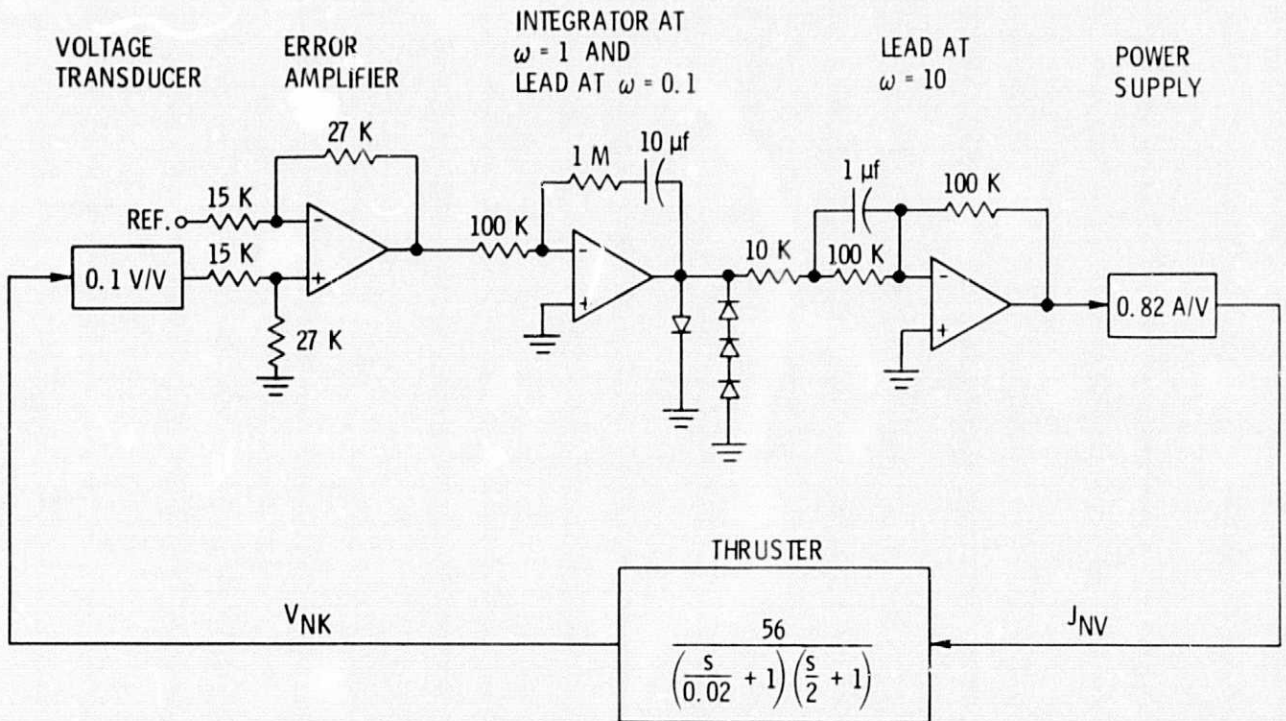 VOLTAGE
TRANSDUCER
ERROR
AMPLIFIER
INTEGRATOR AT
ω = 1 AND
LEAD AT ω = 0.1
LEAD AT
ω = 10
POWER
SUPPLY
27 K
1 M
10 μf
1 μf
100 K
15 K
REF.
-
100 K
-
10 K
100 K
-
0.1 V/V
15 K
+
+
+
0.82 A/V
27 K
THRUSTER
V_NK
56
(s/0.02 + 1) (s/2 + 1)
J_NV